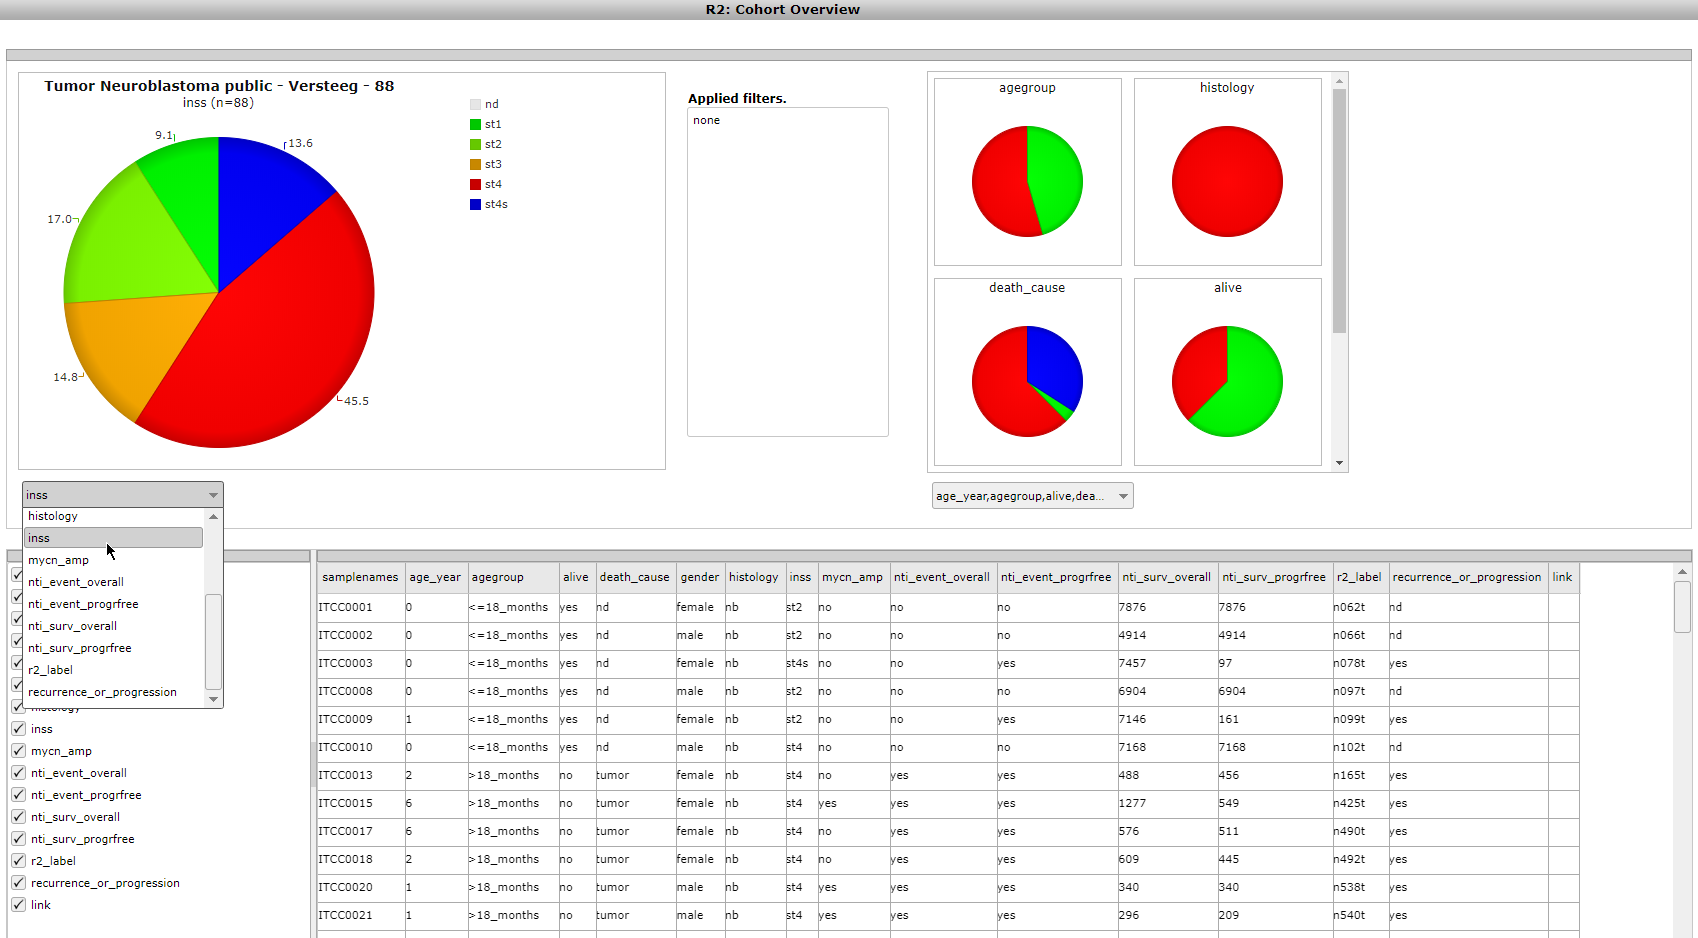 R2: Cohort Overview
Tumor Neuroblastoma public - Versteeg - 88
inss (n=88)
nd
st1
st2
st3
st4
st4s
9.1
13.6
17.0
14.8
45.5
Applied filters.
none
agegroup
histology
death_cause
alive
inss
age_year,agegroup,alive,dea...
histology
inss
mycn_amp
nti_event_overall
nti_event_progrfree
nti_surv_overall
nti_surv_progrfree
r2_label
recurrence_or_progression
histology
inss
mycn_amp
nti_event_overall
nti_event_progrfree
nti_surv_overall
nti_surv_progrfree
r2_label
recurrence_or_progression
link
samplenames age_year agegroup alive death_cause gender histology inss mycn_amp nti_event_overall nti_event_progrfree nti_surv_overall nti_surv_progrfree r2_label recurrence_or_progression link
ITCC0001 0 <=18_months yes nd female nb st2 no no no 7876 7876 n062t nd
ITCC0002 0 <=18_months yes nd male nb st2 no no no 4914 4914 n066t nd
ITCC0003 0 <=18_months yes nd female nb st4s no no yes 7457 97 n078t yes
ITCC0008 0 <=18_months yes nd male nb st2 no no no 6904 6904 n097t nd
ITCC0009 1 <=18_months yes nd female nb st2 no no yes 7146 161 n099t yes
ITCC0010 0 <=18_months yes nd male nb st4 no no no 7168 7168 n102t nd
ITCC0013 2 >18_months no tumor female nb st4 no yes yes 488 456 n165t yes
ITCC0015 6 >18_months no tumor female nb st4 yes yes yes 1277 549 n425t yes
ITCC0017 6 >18_months no tumor female nb st4 no yes yes 576 511 n490t yes
ITCC0018 2 >18_months no tumor female nb st4 no yes yes 609 445 n492t yes
ITCC0020 1 >18_months no tumor male nb st4 yes yes yes 340 340 n538t yes
ITCC0021 1 >18_months no tumor male nb st4 yes yes yes 296 209 n540t yes